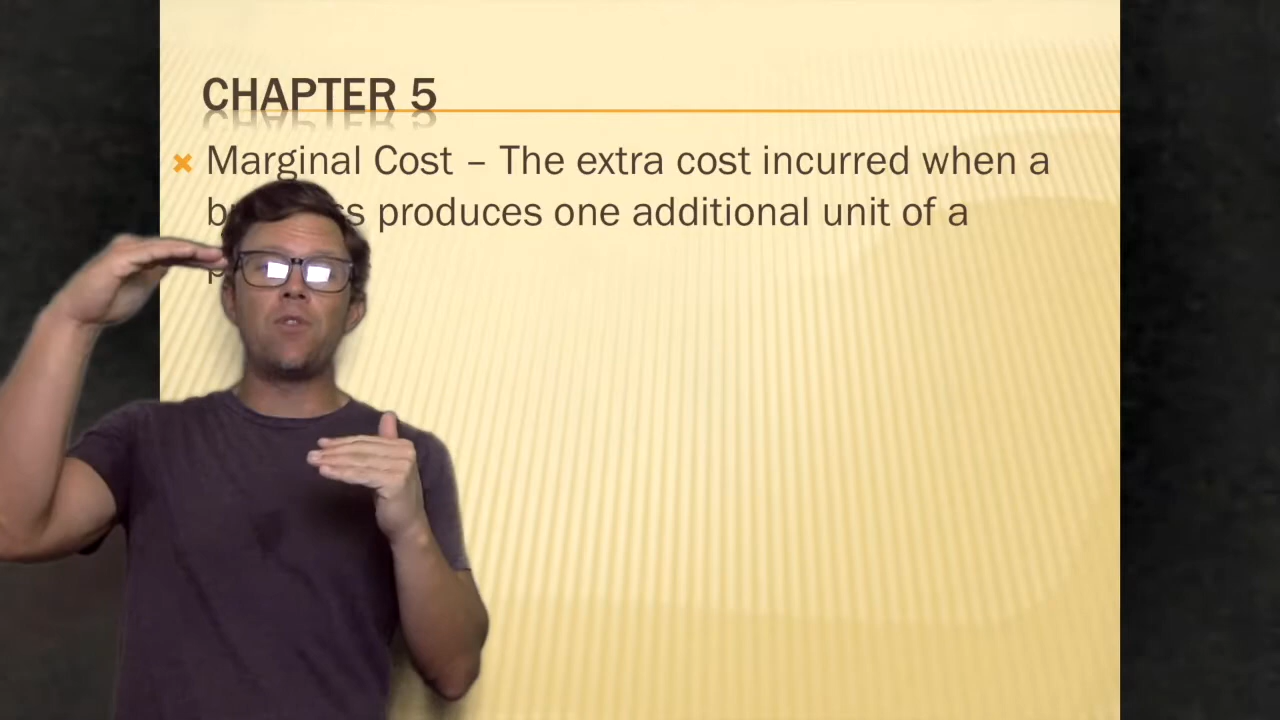 CHAPTER 5
Marginal Cost – The extra cost incurred when a
produces one additional unit of a